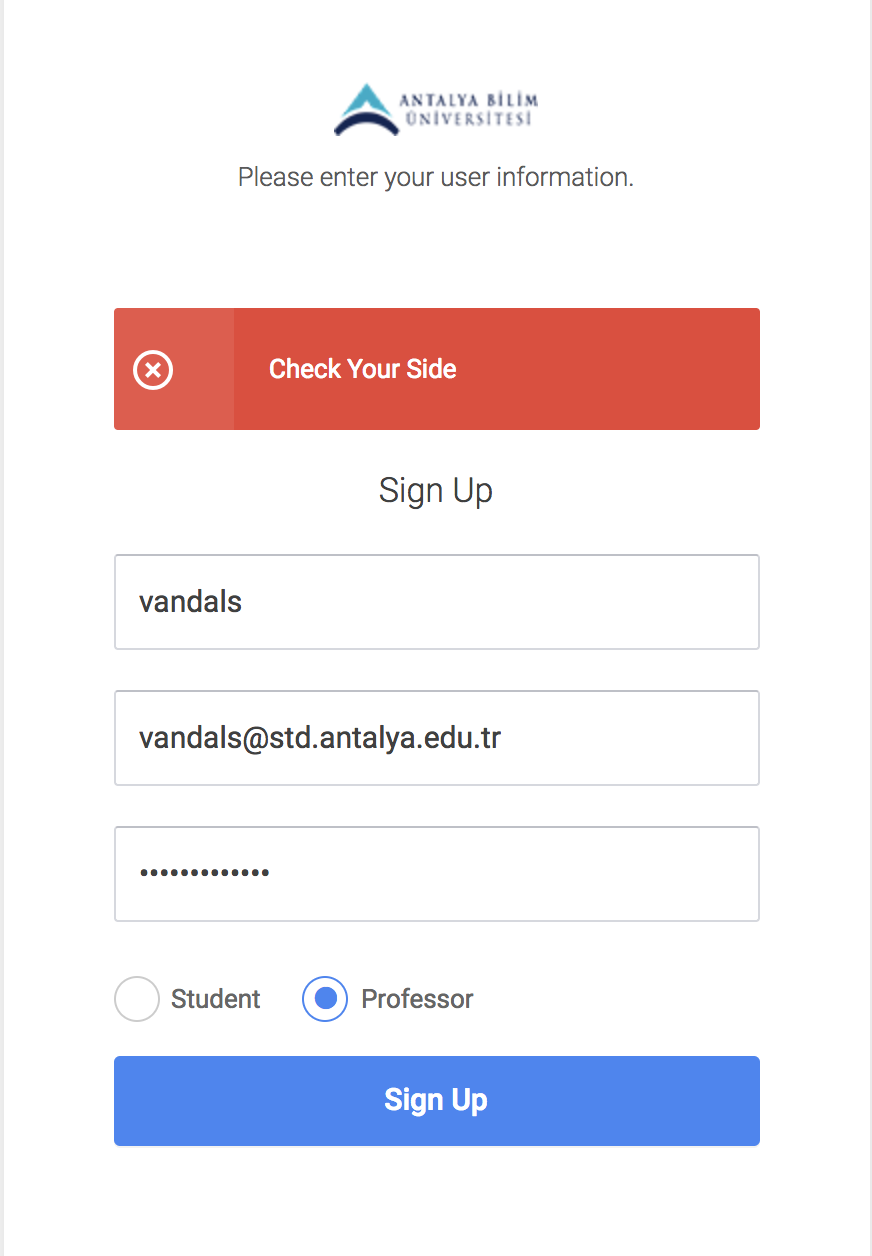 ANTALYA BİLİM
ÜNİVERSİTESİ
Please enter your user information.
Check Your Side
Sign Up
vandals
vandals@std.antalya.edu.tr
•••••••••••••
Student
Professor
Sign Up